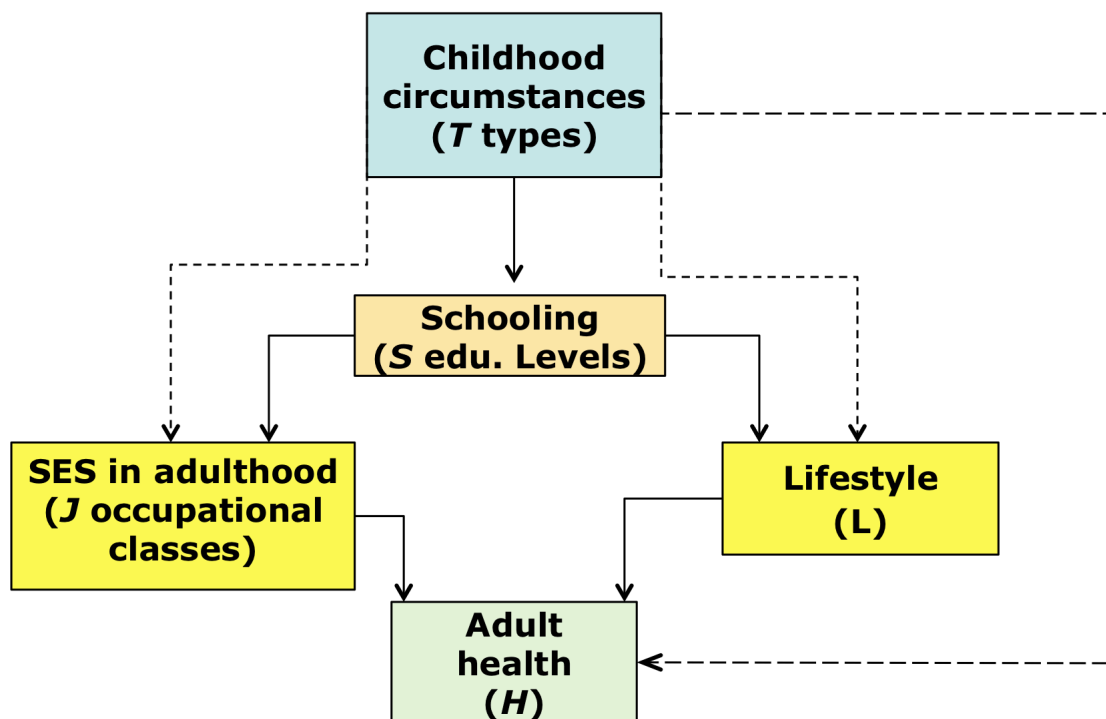 Childhood
circumstances
(T types)
Schooling
(S edu. Levels)
SES in adulthood
(J occupational
classes)
Lifestyle
(L)
Adult
health
(H)